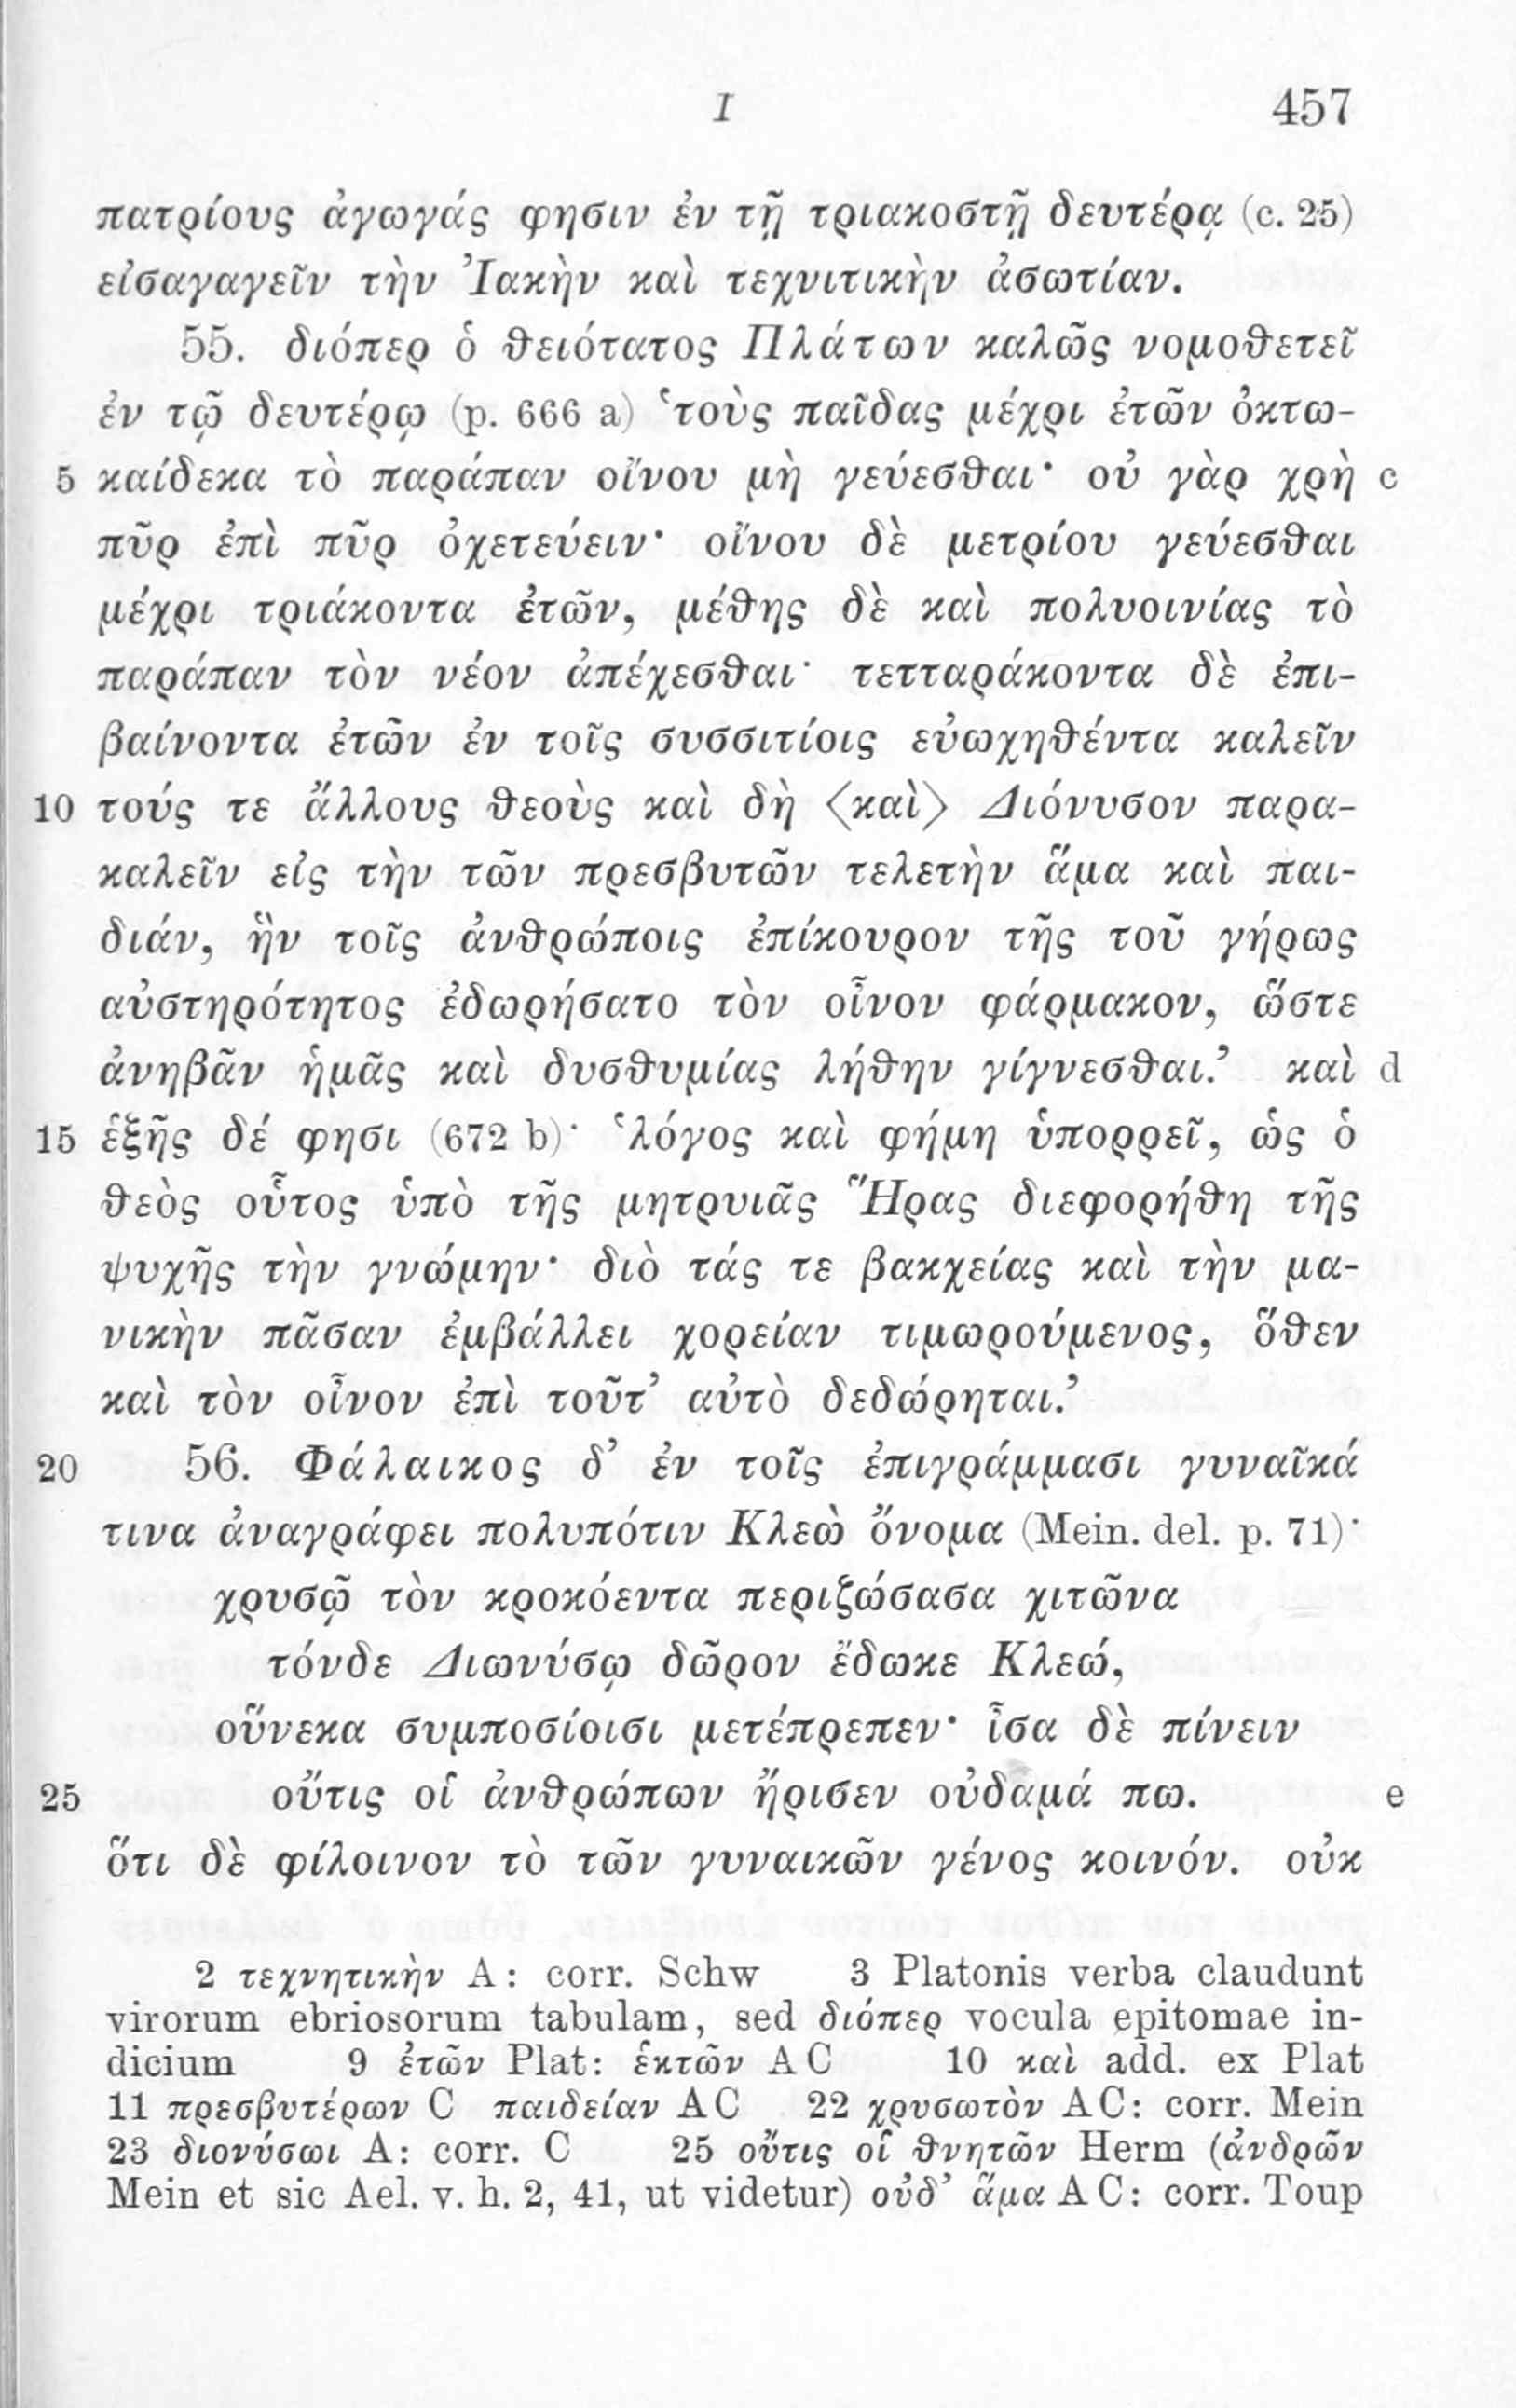 I 457
πατρίους ἀγωγάς φησιν ἐν τῇ τριακοστῇ δευτέρᾳ (c. 25)
εἰσαγαγεῖν τὴν Ἰακὴν καὶ τεχνιτικὴν ἀσωτίαν.
55. διόπερ ὁ θειότατος Πλάτων καλῶς νομοθετεῖ
ἐν τῷ δευτέρῳ (p. 666 a) ‘τοὺς παῖδας μέχρι ἐτῶν ὀκτω-
5 καίδεκα τὸ παράπαν οἴνου μὴ γεύεσθαι· οὐ γὰρ χρὴ c
πῦρ ἐπὶ πῦρ ὀχετεύειν· οἴνου δὲ μετρίου γεύεσθαι
μέχρι τριάκοντα ἐτῶν, μέθης δὲ καὶ πολυοινίας τὸ
παράπαν τὸν νέον ἀπέχεσθαι· τετταράκοντα δὲ ἐπι-
βαίνοντα ἐτῶν ἐν τοῖς συσσιτίοις εὐωχηθέντα καλεῖν
10 τούς τε ἄλλους θεοὺς καὶ δὴ ⟨καὶ⟩ Διόνυσον παρα-
καλεῖν εἰς τὴν τῶν πρεσβυτῶν τελετὴν ἅμα καὶ παι-
διάν, ἣν τοῖς ἀνθρώποις ἐπίκουρον τῆς τοῦ γήρως
αὐστηρότητος ἐδωρήσατο τὸν οἶνον φάρμακον, ὥστε
ἀνηβᾶν ἡμᾶς καὶ δυσθυμίας λήθην γίγνεσθαι.’ καὶ d
15 ἑξῆς δέ φησι (672 b)· ‘λόγος καὶ φήμη ὑπορρεῖ, ὡς ὁ
θεὸς οὗτος ὑπὸ τῆς μητρυιᾶς Ἥρας διεφορήθη τῆς
ψυχῆς τὴν γνώμην· διὸ τάς τε βακχείας καὶ τὴν μα-
νικὴν πᾶσαν ἐμβάλλει χορείαν τιμωρούμενος, ὅθεν
καὶ τὸν οἶνον ἐπὶ τοῦτ’ αὐτὸ δεδώρηται.’
20 56. Φάλαικος δ’ ἐν τοῖς ἐπιγράμμασι γυναῖκά
τινα ἀναγράφει πολυπότιν Κλεὼ ὄνομα (Mein. del. p. 71)·
χρυσῷ τὸν κροκόεντα περιζώσασα χιτῶνα
τόνδε Διωνύσῳ δῶρον ἔδωκε Κλεώ,
οὕνεκα συμποσίοισι μετέπρεπεν· ἶσα δὲ πίνειν
25 οὔτις οἱ ἀνθρώπων ἤρισεν οὐδαμά πω. e
ὅτι δὲ φίλοινον τὸ τῶν γυναικῶν γένος κοινόν. οὐκ
2 τεχνητικὴν A: corr. Schw 3 Platonis verba claudunt
virorum ebriosorum tabulam, sed διόπερ vocula epitomae in-
dicium 9 ἐτῶν Plat: ἑκτῶν AC 10 καὶ add. ex Plat
11 πρεσβυτέρων C παιδείαν AC 22 χρυσωτὸν AC: corr. Mein
23 διονύσωι A: corr. C 25 οὔτις οἱ θνητῶν Herm (ἀνδρῶν
Mein et sic Ael. v. h. 2, 41, ut videtur) οὐδ’ ἅμα AC: corr. Toup